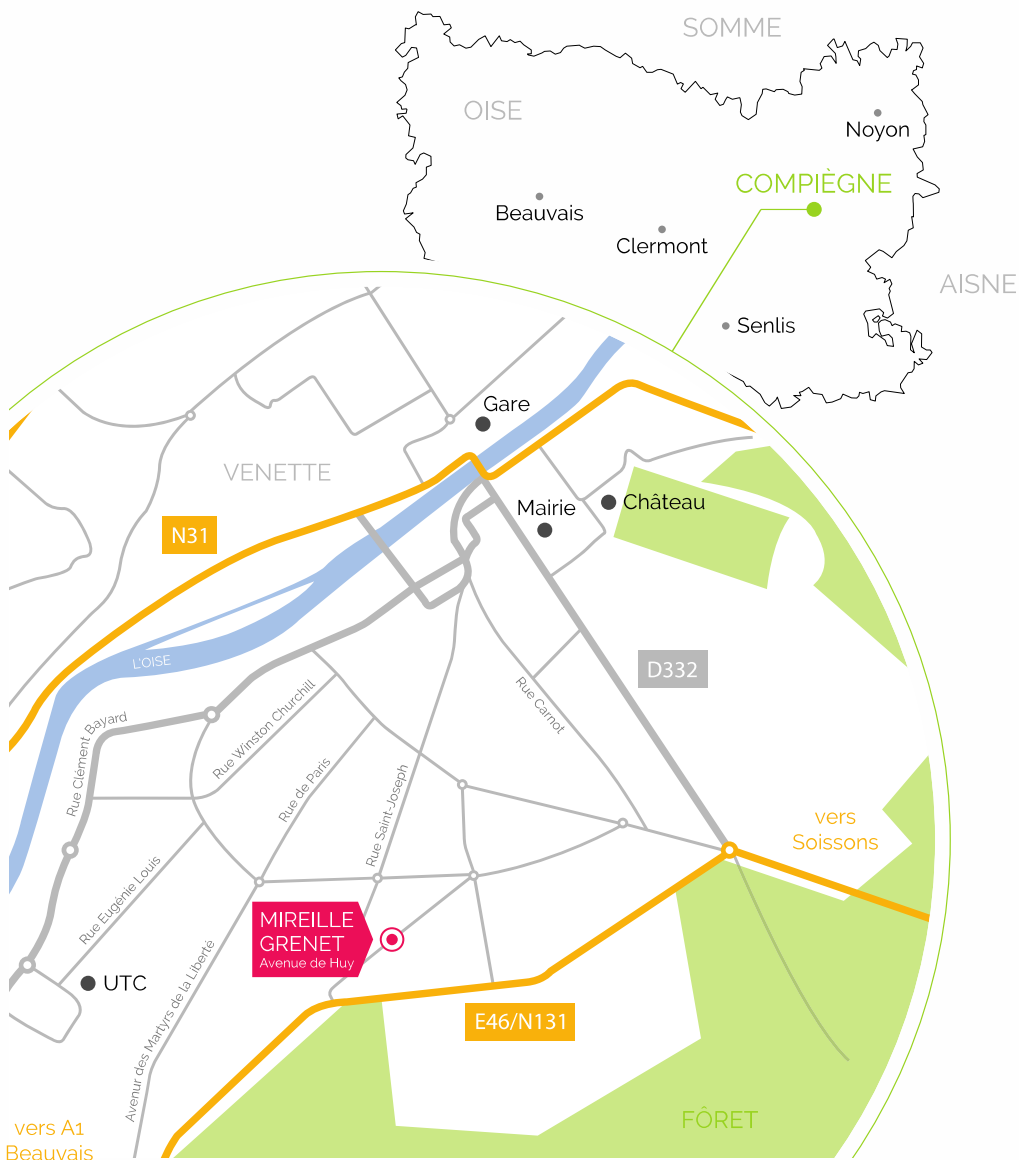 SOMME
OISE
Noyon
COMPIÈGNE
Beauvais
Clermont
AISNE
Senlis
Gare
VENETTE
Mairie
Château
N31
L'OISE
D332
Rue Carnot
Rue Clément Bayard
Rue Winston Churchill
Rue de Paris
Rue Saint-Joseph
vers
Soissons
Rue Eugénie Louis
MIREILLE
GRENET
Avenue de Huy
UTC
Avenur des Martyrs de la Liberté
E46/N131
FÔRET
vers A1
Beauvais